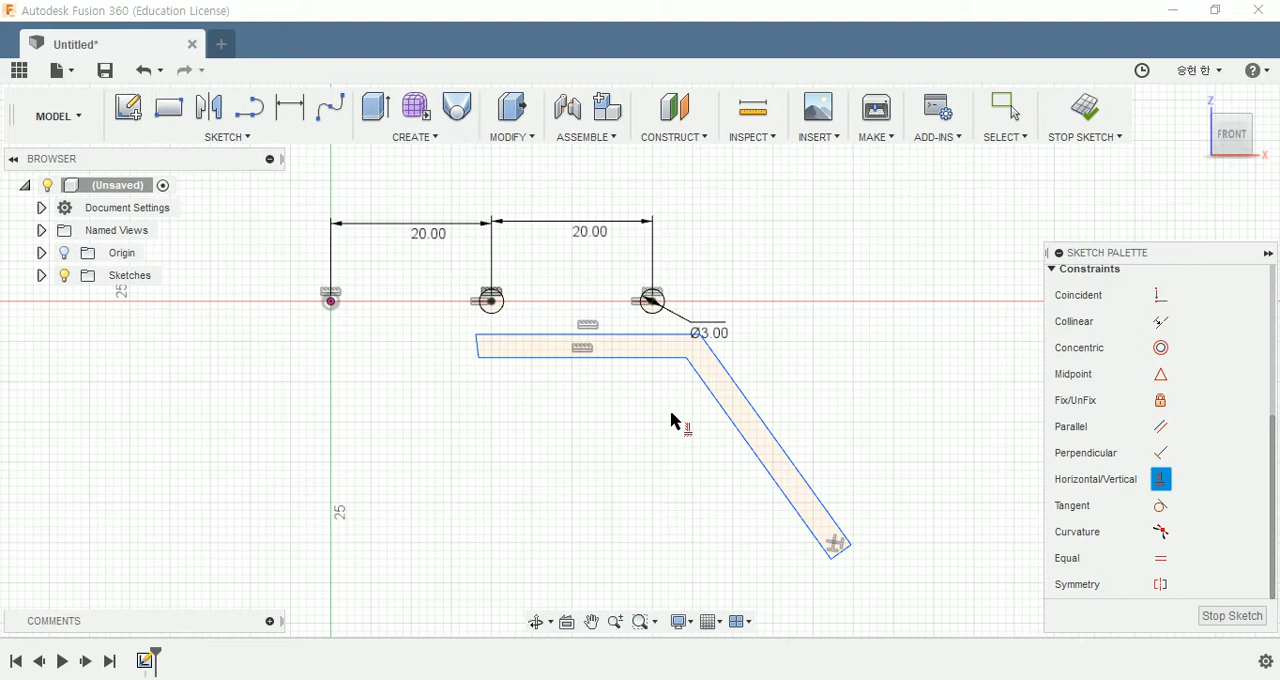 Autodesk Fusion 360 (Education License)
Untitled*
승현 한
MODEL
SKETCH
CREATE
MODIFY
ASSEMBLE
CONSTRUCT
INSPECT
INSERT
MAKE
ADD-INS
SELECT
STOP SKETCH
Z
FRONT
X
BROWSER
(Unsaved)
Document Settings
Named Views
Origin
Sketches
20.00
20.00
Ø3.00
25
25
SKETCH PALETTE
Constraints
Coincident
Collinear
Concentric
Midpoint
Fix/UnFix
Parallel
Perpendicular
Horizontal/Vertical
Tangent
Curvature
Equal
Symmetry
Stop Sketch
COMMENTS